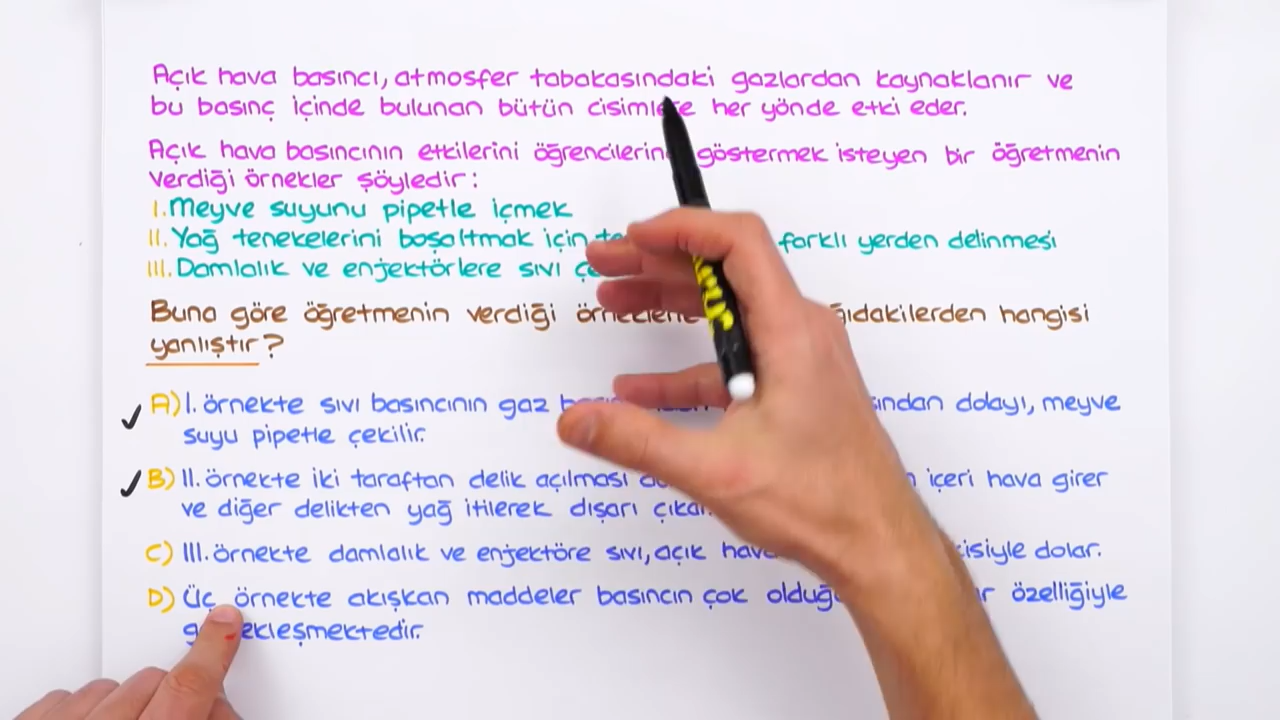 Açık hava basıncı, atmosfer tabakasındaki gazlardan kaynaklanır ve
bu basınç içinde bulunan bütün cisimlere her yönde etki eder.
Açık hava basıncının etkilerini öğrencilerine göstermek isteyen bir öğretmenin
verdiği örnekler şöyledir:
I. Meyve suyunu pipetle içmek
II. Yağ tenekelerini boşaltmak için farklı yerden delinmesi
III. Damlalık ve enjektörlere sıvı
Buna göre öğretmenin verdiği hangisi
yanlıştır?
A) I. örnekte sıvı basıncının gaz dolayı, meyve
suyu pipetle çekilir.
B) II. örnekte iki taraftan delik açılması içeri hava girer
ve diğer delikten yağ itilerek dışarı
C) III. örnekte damlalık ve enjektöre sıvı, açık dolar.
D) Üç örnekte akışkan maddeler basıncın çok özelliğiyle